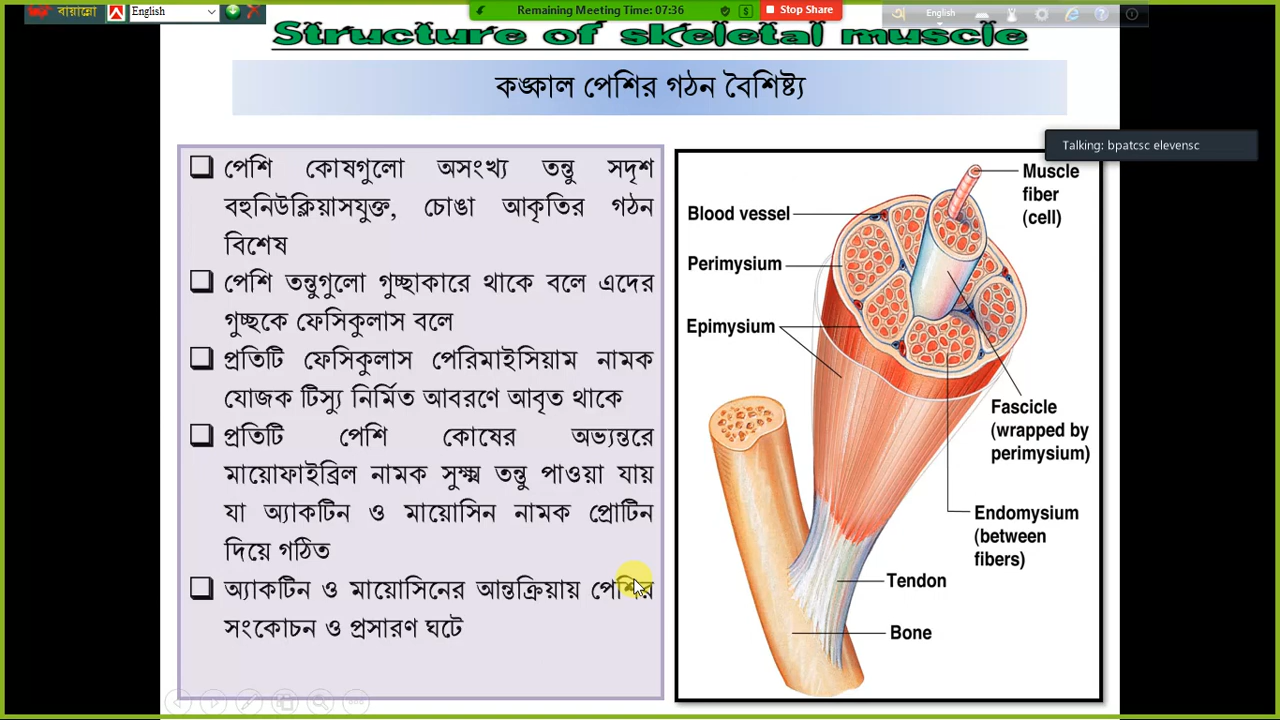 বায়ান্নো
English
Remaining Meeting Time: 07:36
Stop Share
English
Structure of skeletal muscle
কঙ্কাল পেশির গঠন বৈশিষ্ট্য
Talking: bpatcsc elevensc
পেশি কোষগুলো অসংখ্য তন্তু সদৃশ
বহুনিউক্লিয়াসযুক্ত, চোঙা আকৃতির গঠন
বিশেষ
পেশি তন্তুগুলো গুচ্ছাকারে থাকে বলে এদের
গুচ্ছকে ফেসিকুলাস বলে
প্রতিটি ফেসিকুলাস পেরিমাইসিয়াম নামক
যোজক টিস্যু নির্মিত আবরণে আবৃত থাকে
প্রতিটি পেশি কোষের অভ্যন্তরে
মায়োফাইব্রিল নামক সুক্ষ্ম তন্তু পাওয়া যায়
যা অ্যাকটিন ও মায়োসিন নামক প্রোটিন
দিয়ে গঠিত
অ্যাকটিন ও মায়োসিনের আন্তক্রিয়ায় পেশির
সংকোচন ও প্রসারণ ঘটে
Muscle
fiber
(cell)
Blood vessel
Perimysium
Epimysium
Fascicle
(wrapped by
perimysium)
Endomysium
(between
fibers)
Tendon
Bone